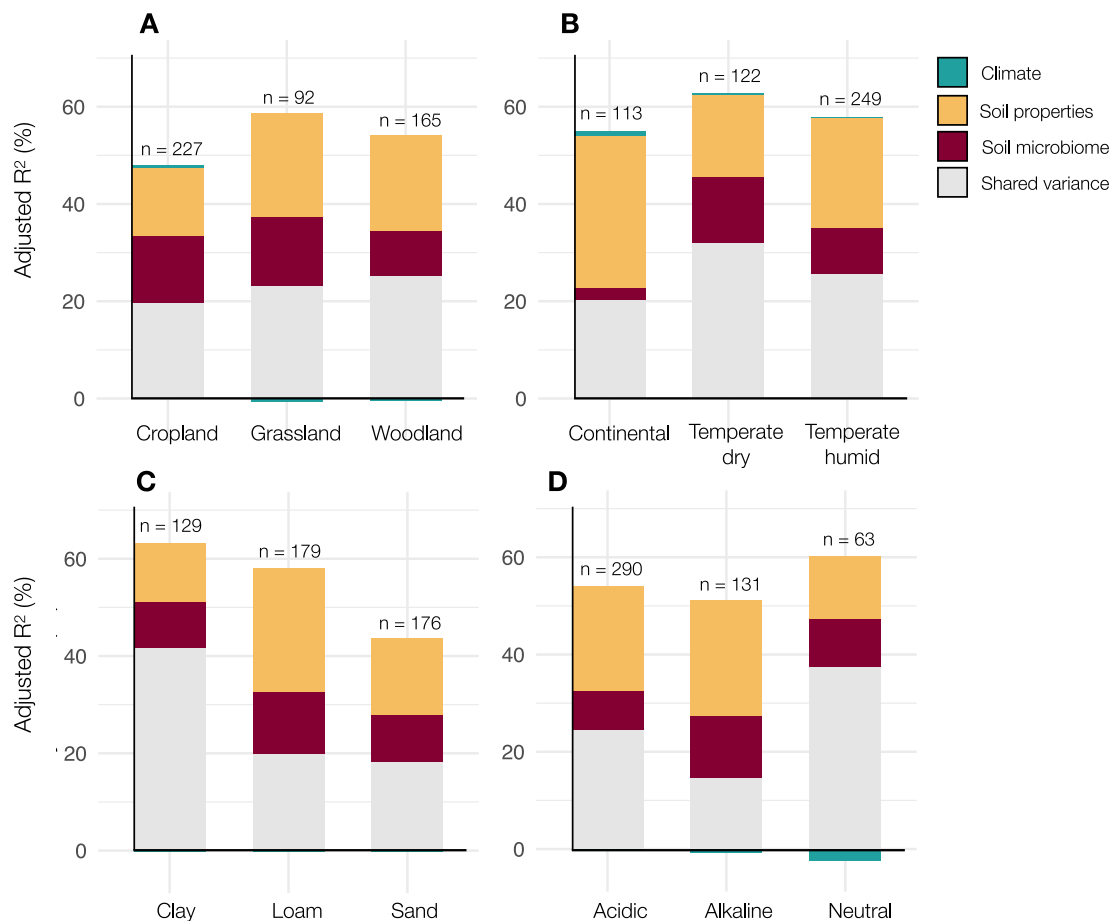 A
Adjusted R² (%)
60
40
20
0
n = 227
n = 92
n = 165
Cropland
Grassland
Woodland
B
60
40
20
0
n = 113
n = 122
n = 249
Continental
Temperate
dry
Temperate
humid
Climate
Soil properties
Soil microbiome
Shared variance
C
Adjusted R² (%)
60
40
20
0
n = 129
n = 179
n = 176
Clay
Loam
Sand
D
60
40
20
0
n = 290
n = 131
n = 63
Acidic
Alkaline
Neutral